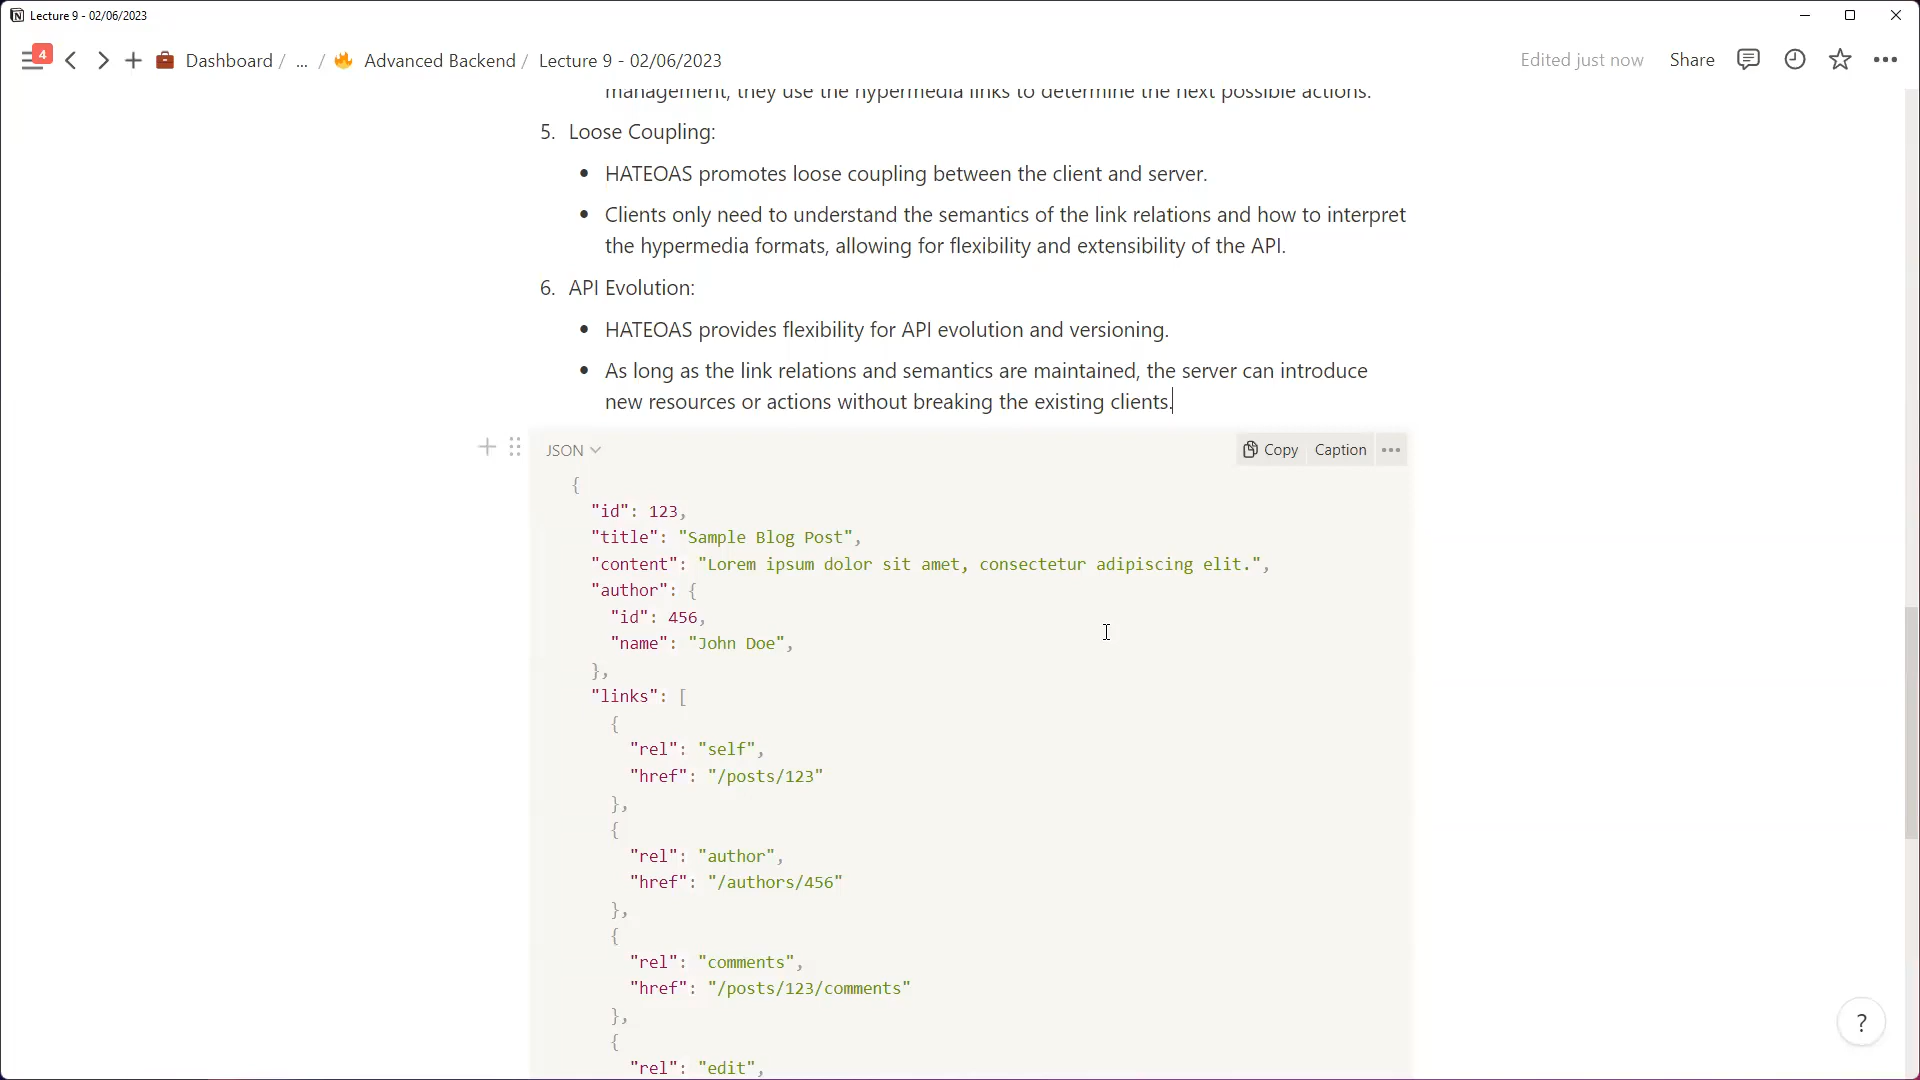 Lecture 9 - 02/06/2023
4
Dashboard / ... / Advanced Backend / Lecture 9 - 02/06/2023
Edited just now Share
management, they use the hypermedia links to determine the next possible actions.
5. Loose Coupling:
• HATEOAS promotes loose coupling between the client and server.
• Clients only need to understand the semantics of the link relations and how to interpret
the hypermedia formats, allowing for flexibility and extensibility of the API.
6. API Evolution:
• HATEOAS provides flexibility for API evolution and versioning.
• As long as the link relations and semantics are maintained, the server can introduce
new resources or actions without breaking the existing clients.
JSON Copy Caption
{
"id": 123,
"title": "Sample Blog Post",
"content": "Lorem ipsum dolor sit amet, consectetur adipiscing elit.",
"author": {
"id": 456,
"name": "John Doe",
},
"links": [
{
"rel": "self",
"href": "/posts/123"
},
{
"rel": "author",
"href": "/authors/456"
},
{
"rel": "comments",
"href": "/posts/123/comments"
},
{
"rel": "edit",
?